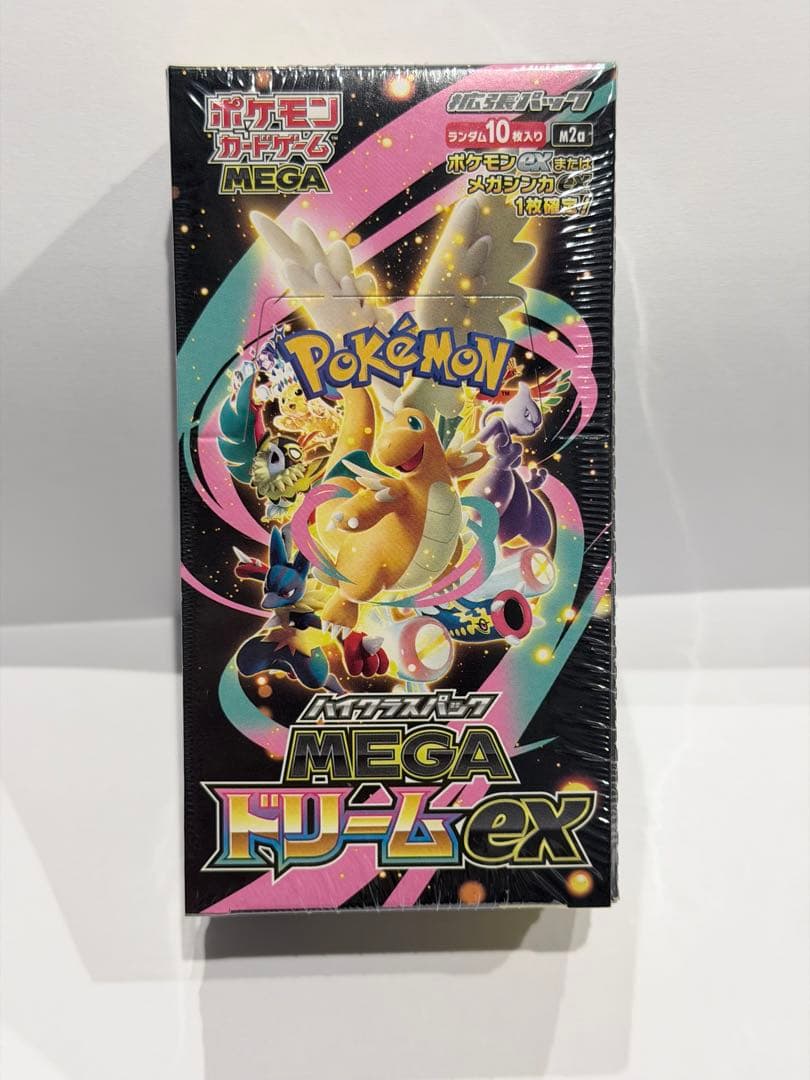 ポケモン
カードゲーム
MEGA
拡張パック
ランダム10枚入り M2a
ポケモンexまたは
メガシンカex
1枚確定!
POKéMON
TM
ハイクラスパック
MEGA
ドリームex